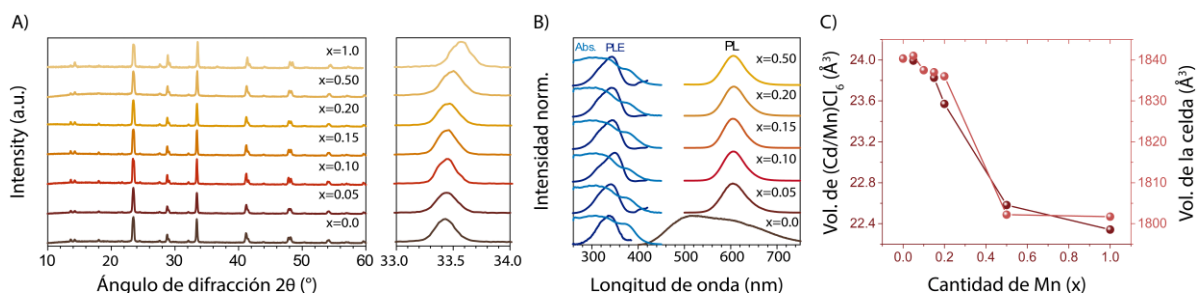 A)
Intensity (a.u.)
x=1.0
x=0.50
x=0.20
x=0.15
x=0.10
x=0.05
x=0.0
10 20 30 40 50 60
33.0 33.5 34.0
Ángulo de difracción 2θ (°)
B)
Intensidad norm.
Abs. PLE PL
x=0.50
x=0.20
x=0.15
x=0.10
x=0.05
x=0.0
300 400 500 600 700
Longitud de onda (nm)
C)
Vol. de (Cd/Mn)Cl₆ (Å³)
24.0
23.6
22.8
22.4
1840
1830
1820
1810
1800
Vol. de la celda (Å³)
0.0 0.2 0.4 0.6 0.8 1.0
Cantidad de Mn (x)